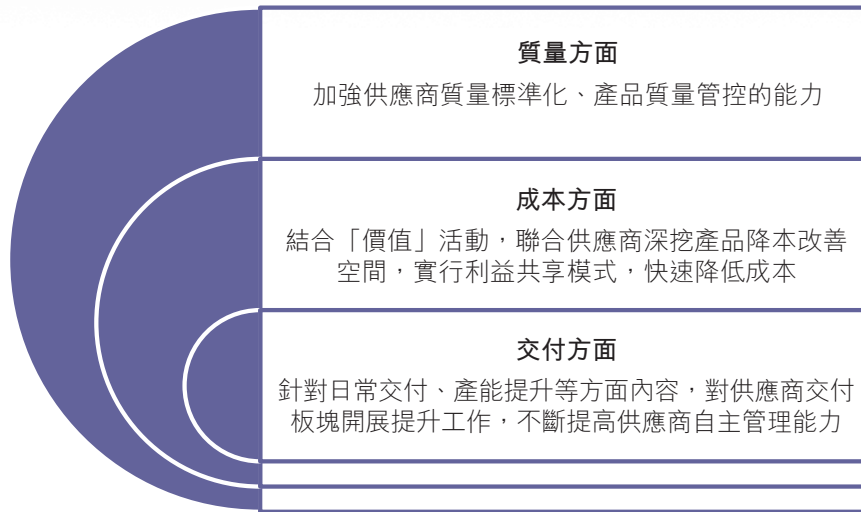 質量方面
加強供應商質量標準化、產品質量管控的能力
成本方面
結合「價值」活動，聯合供應商深挖產品降本改善
空間，實行利益共享模式，快速降低成本
交付方面
針對日常交付、產能提升等方面內容，對供應商交付
板塊開展提升工作，不斷提高供應商自主管理能力